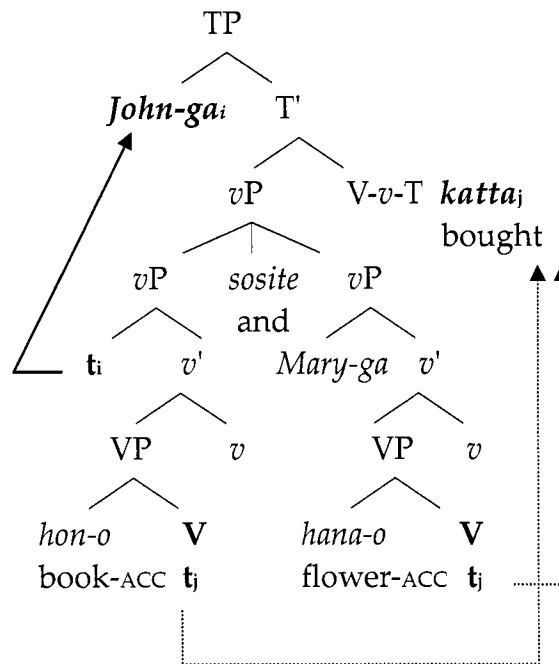 TP
John-gaᵢ T'
vP V-v-T kattaⱼ
bought
vP sosite vP
and
tᵢ v' Mary-ga v'
VP v VP v
hon-o V hana-o V
book-ACC tⱼ flower-ACC tⱼ